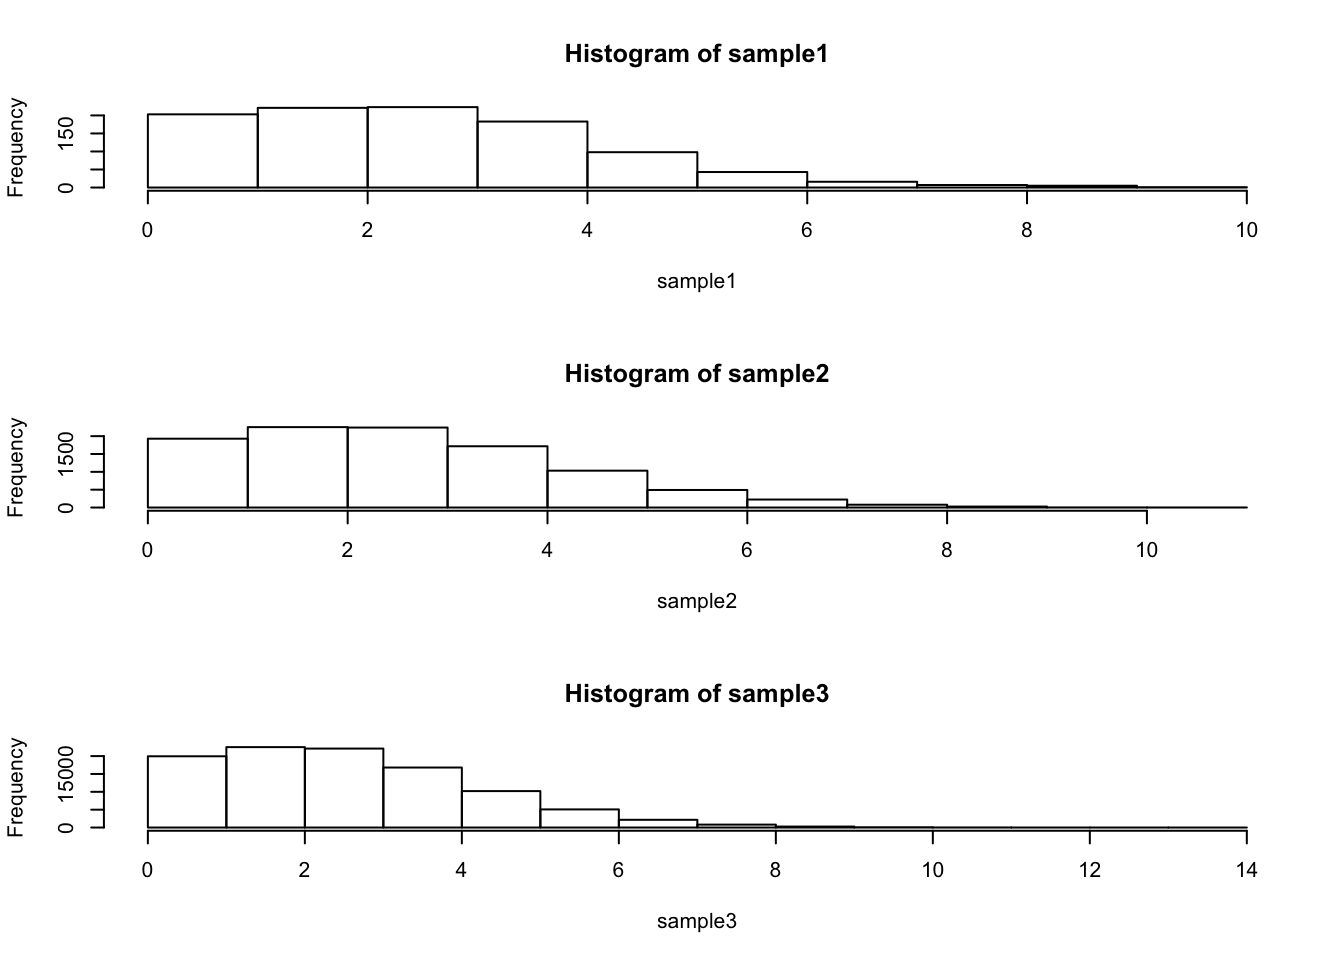 Histogram of sample1
Frequency
150
0
0 2 4 6 8 10
sample1
Histogram of sample2
Frequency
1500
0
0 2 4 6 8 10
sample2
Histogram of sample3
Frequency
15000
0
0 2 4 6 8 10 12 14
sample3